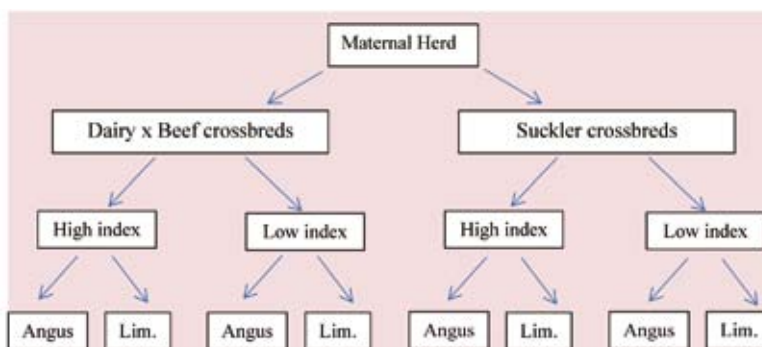 Maternal Herd
Dairy x Beef crossbreds
Suckler crossbreds
High index
Low index
High index
Low index
Angus
Lim.
Angus
Lim.
Angus
Lim.
Angus
Lim.